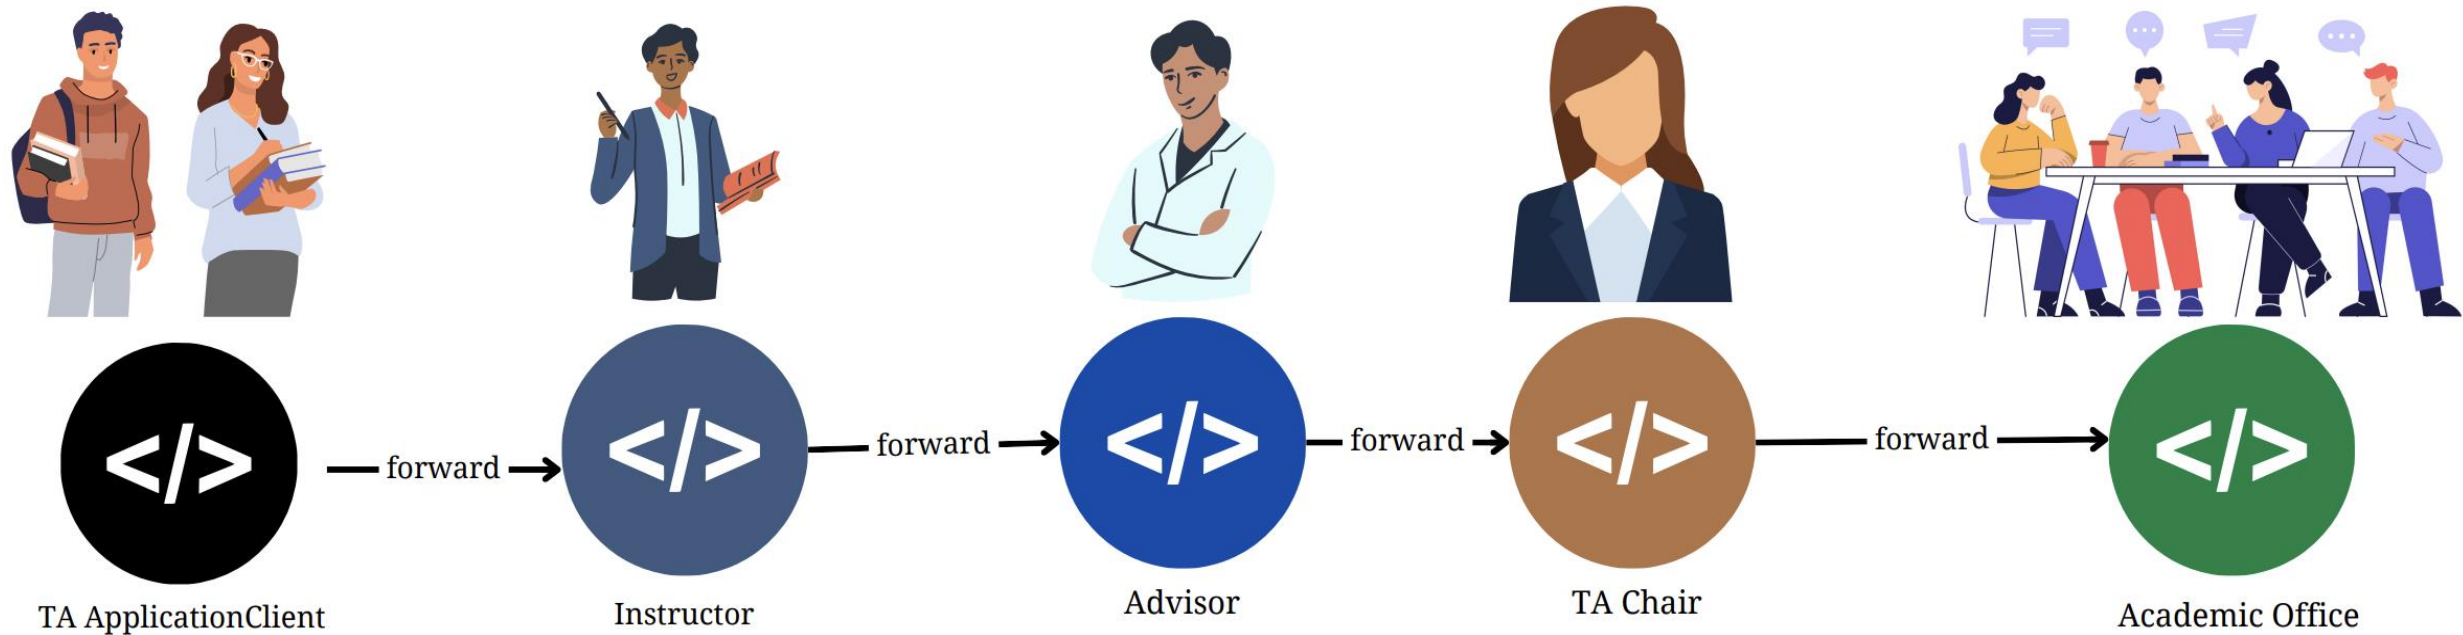 forward
forward
forward
forward
</>
</>
</>
</>
</>
TA ApplicationClient
Instructor
Advisor
TA Chair
Academic Office